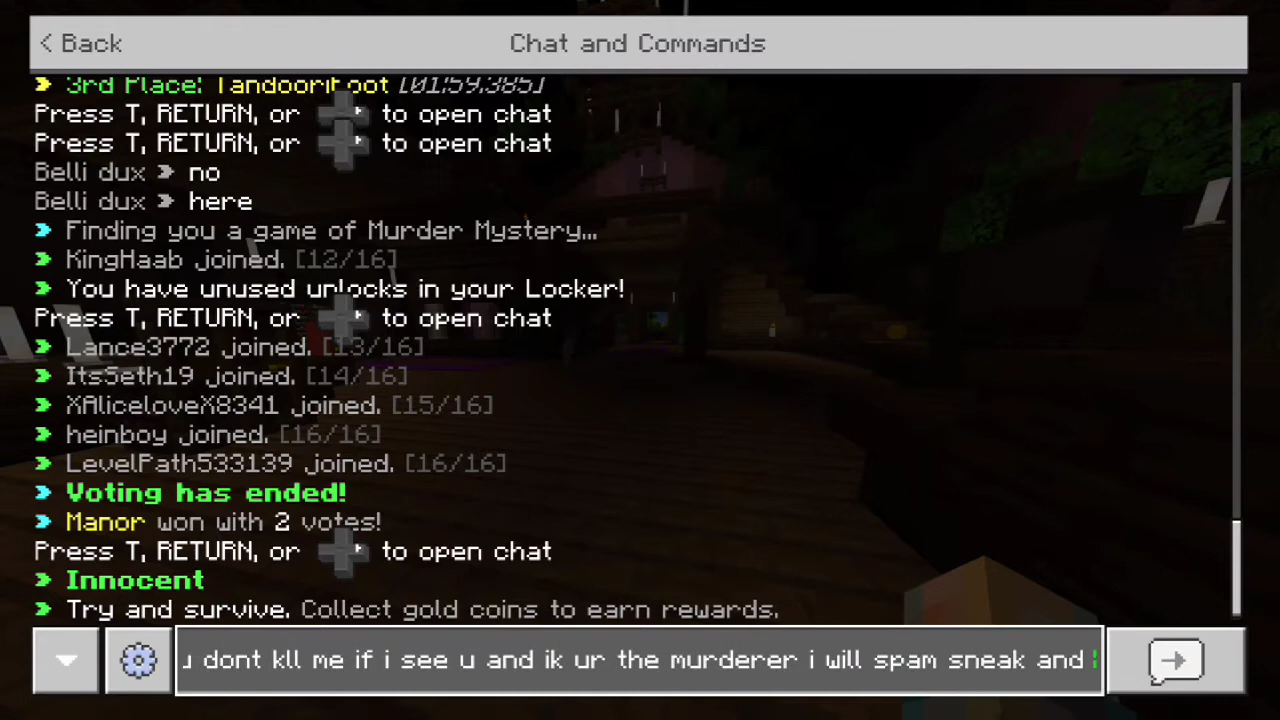 < Back
Chat and Commands
3rd Place! TandooriFoot [01:59.385]
Press T, RETURN, or to open chat
Press T, RETURN, or to open chat
Belli dux > no
Belli dux > here
Finding you a game of Murder Mystery...
KingHaab joined. [12/16]
You have unused unlocks in your Locker!
Press T, RETURN, or to open chat
Lance3772 joined. [13/16]
ItsSeth19 joined. [14/16]
XAliceloveX8341 joined. [15/16]
heinboy joined. [16/16]
LevelPath533139 joined. [16/16]
Voting has ended!
Manor won with 2 votes!
Press T, RETURN, or to open chat
Innocent
Try and survive. Collect gold coins to earn rewards.
u dont kll me if i see u and ik ur the murderer i will spam sneak and